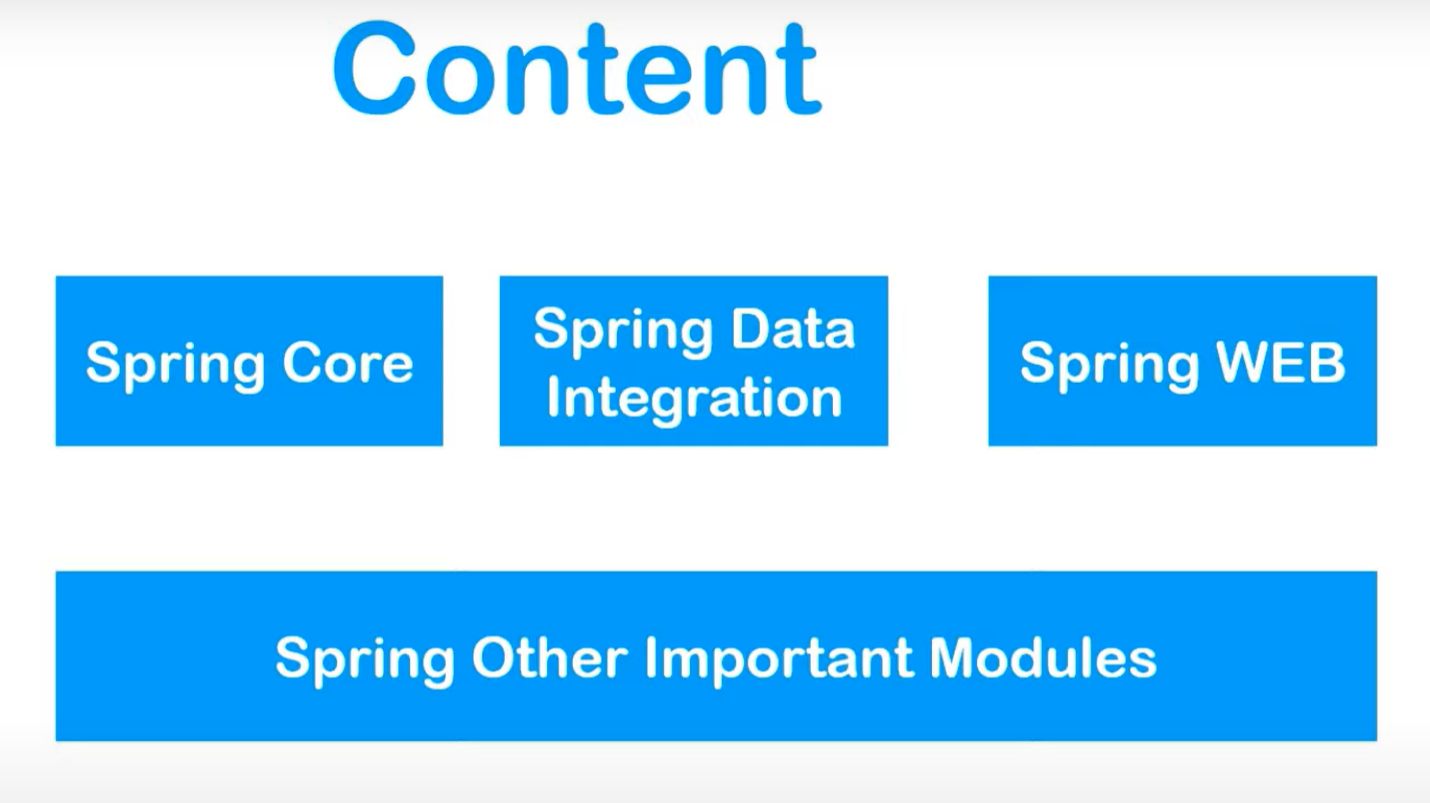 Content
Spring Core
Spring Data
Integration
Spring WEB
Spring Other Important Modules